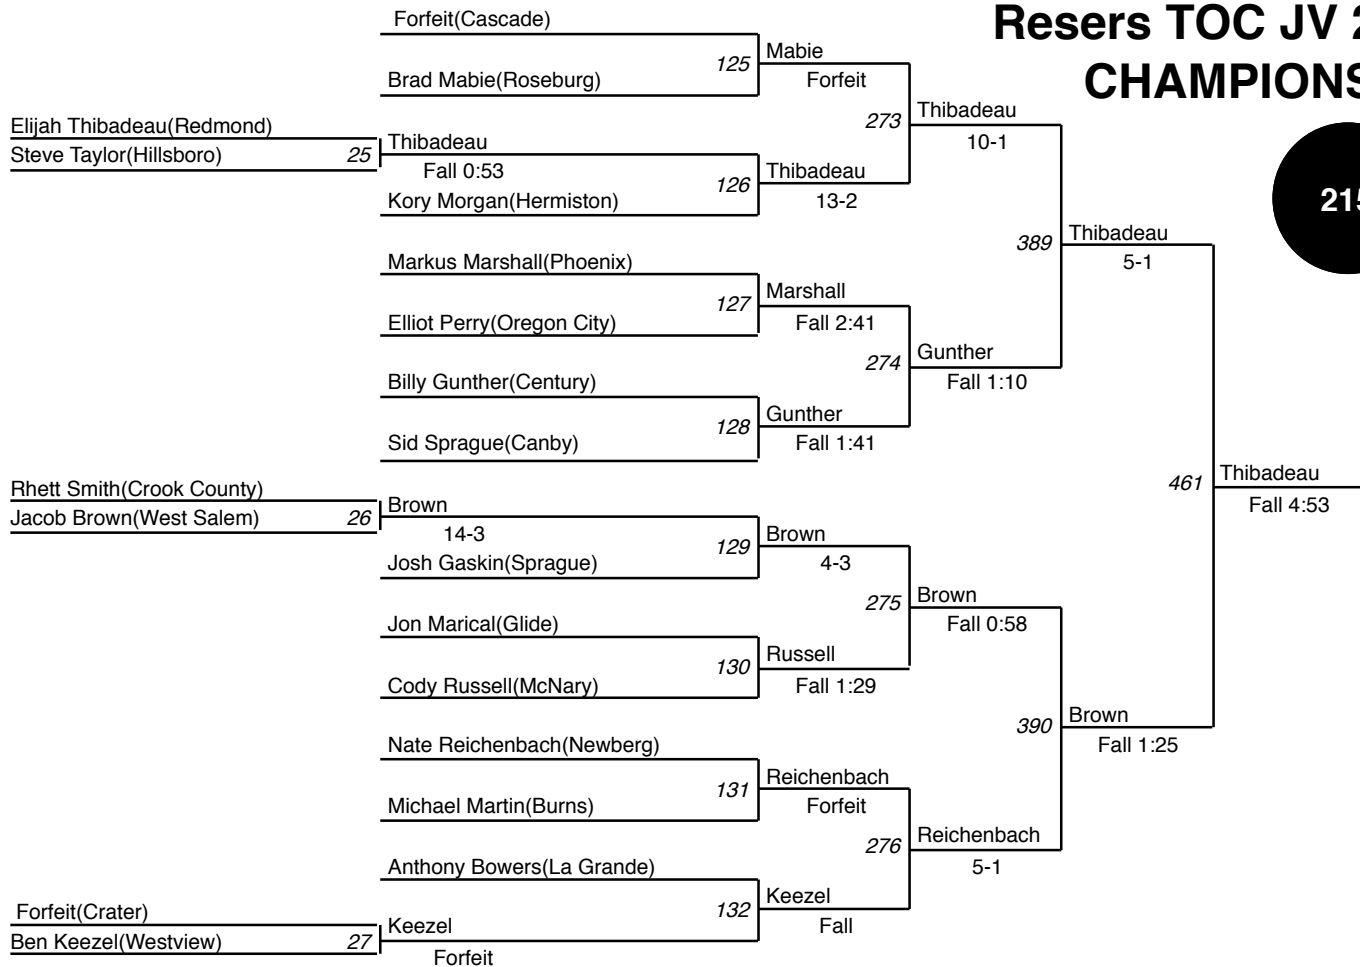 Resers TOC JV 2
CHAMPIONS
215
Forfeit(Cascade)
125
Mabie
Brad Mabie(Roseburg)
Forfeit
273
Thibadeau
10-1
Elijah Thibadeau(Redmond)
Steve Taylor(Hillsboro)
25
Thibadeau
Fall 0:53
126
Thibadeau
13-2
Kory Morgan(Hermiston)
389
Thibadeau
5-1
Markus Marshall(Phoenix)
127
Marshall
Fall 2:41
Elliot Perry(Oregon City)
274
Gunther
Fall 1:10
Billy Gunther(Century)
128
Gunther
Fall 1:41
Sid Sprague(Canby)
461
Thibadeau
Fall 4:53
Rhett Smith(Crook County)
Jacob Brown(West Salem)
26
Brown
14-3
129
Brown
4-3
Josh Gaskin(Sprague)
275
Brown
Fall 0:58
Jon Marical(Glide)
130
Russell
Fall 1:29
Cody Russell(McNary)
390
Brown
Fall 1:25
Nate Reichenbach(Newberg)
131
Reichenbach
Forfeit
Michael Martin(Burns)
276
Reichenbach
5-1
Anthony Bowers(La Grande)
132
Keezel
Fall
Forfeit(Crater)
Ben Keezel(Westview)
27
Keezel
Forfeit